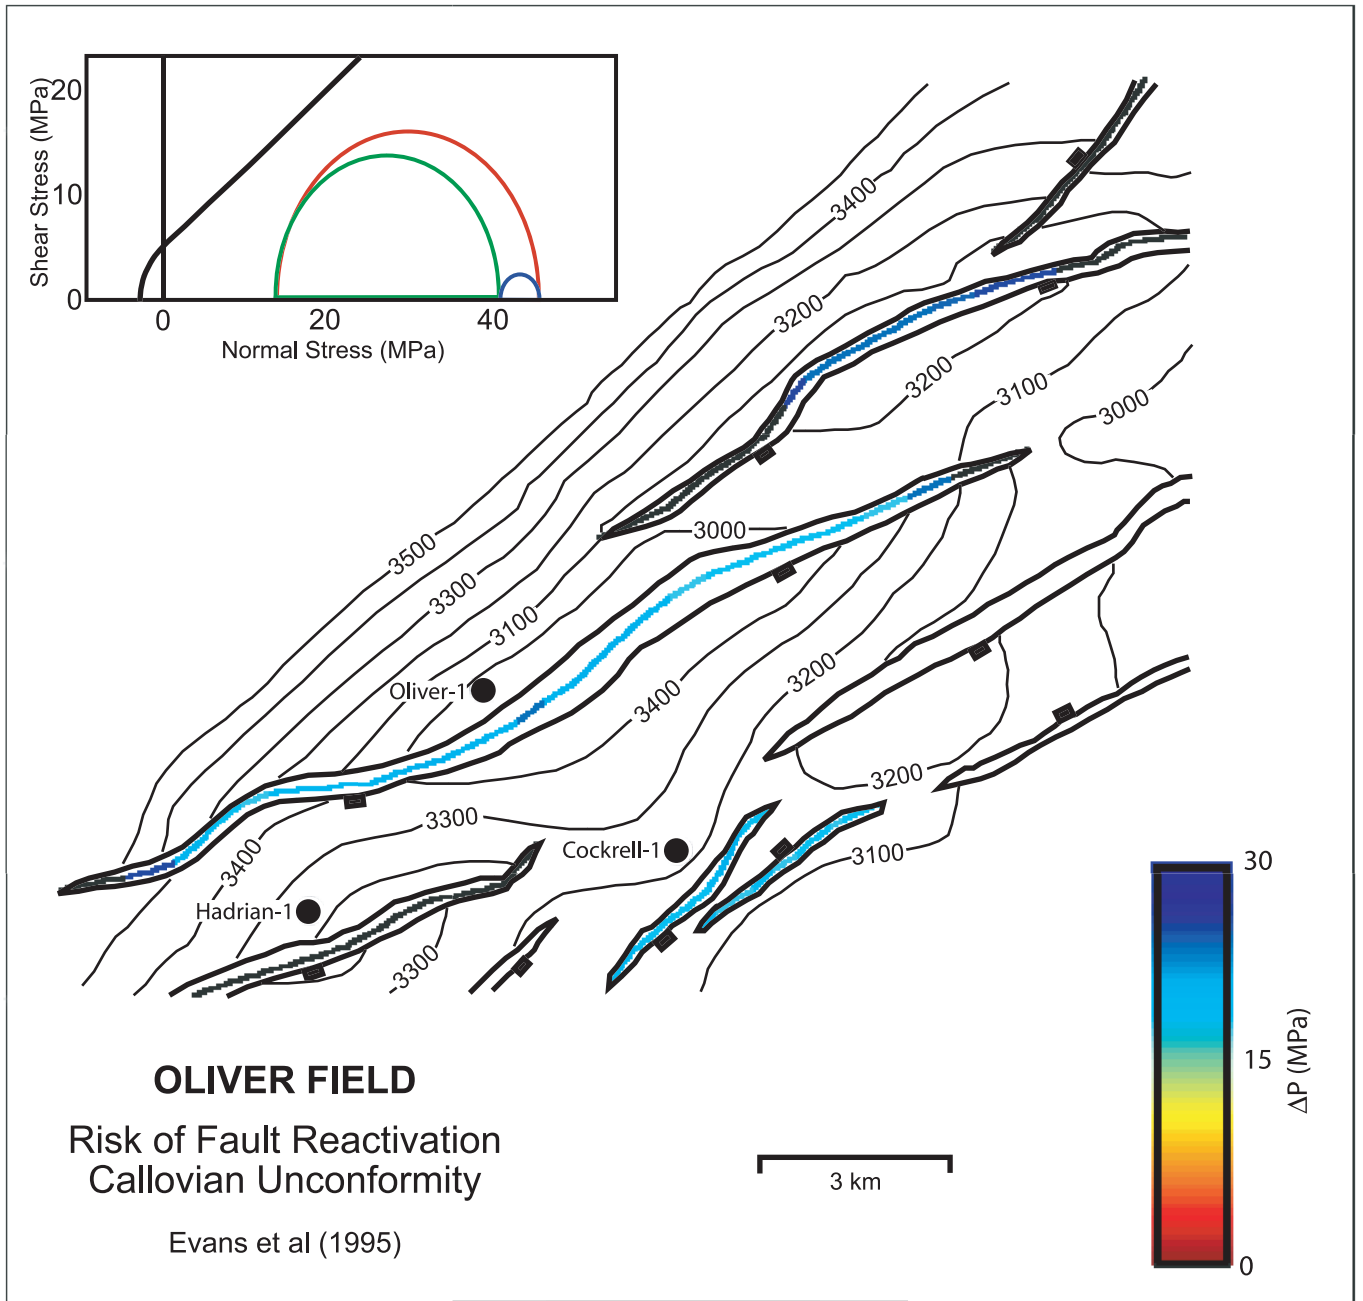 20
10
0
Shear Stress (MPa)
0
20
40
Normal Stress (MPa)
3400
3200
3200
3100
3000
3500
3000
3300
3100
Oliver-1
3400
3200
3200
3300
3400
Cockrell-1
3100
Hadrian-1
3300
30
15
0
ΔP (MPa)
OLIVER FIELD
Risk of Fault Reactivation
Callovian Unconformity
Evans et al (1995)
3 km